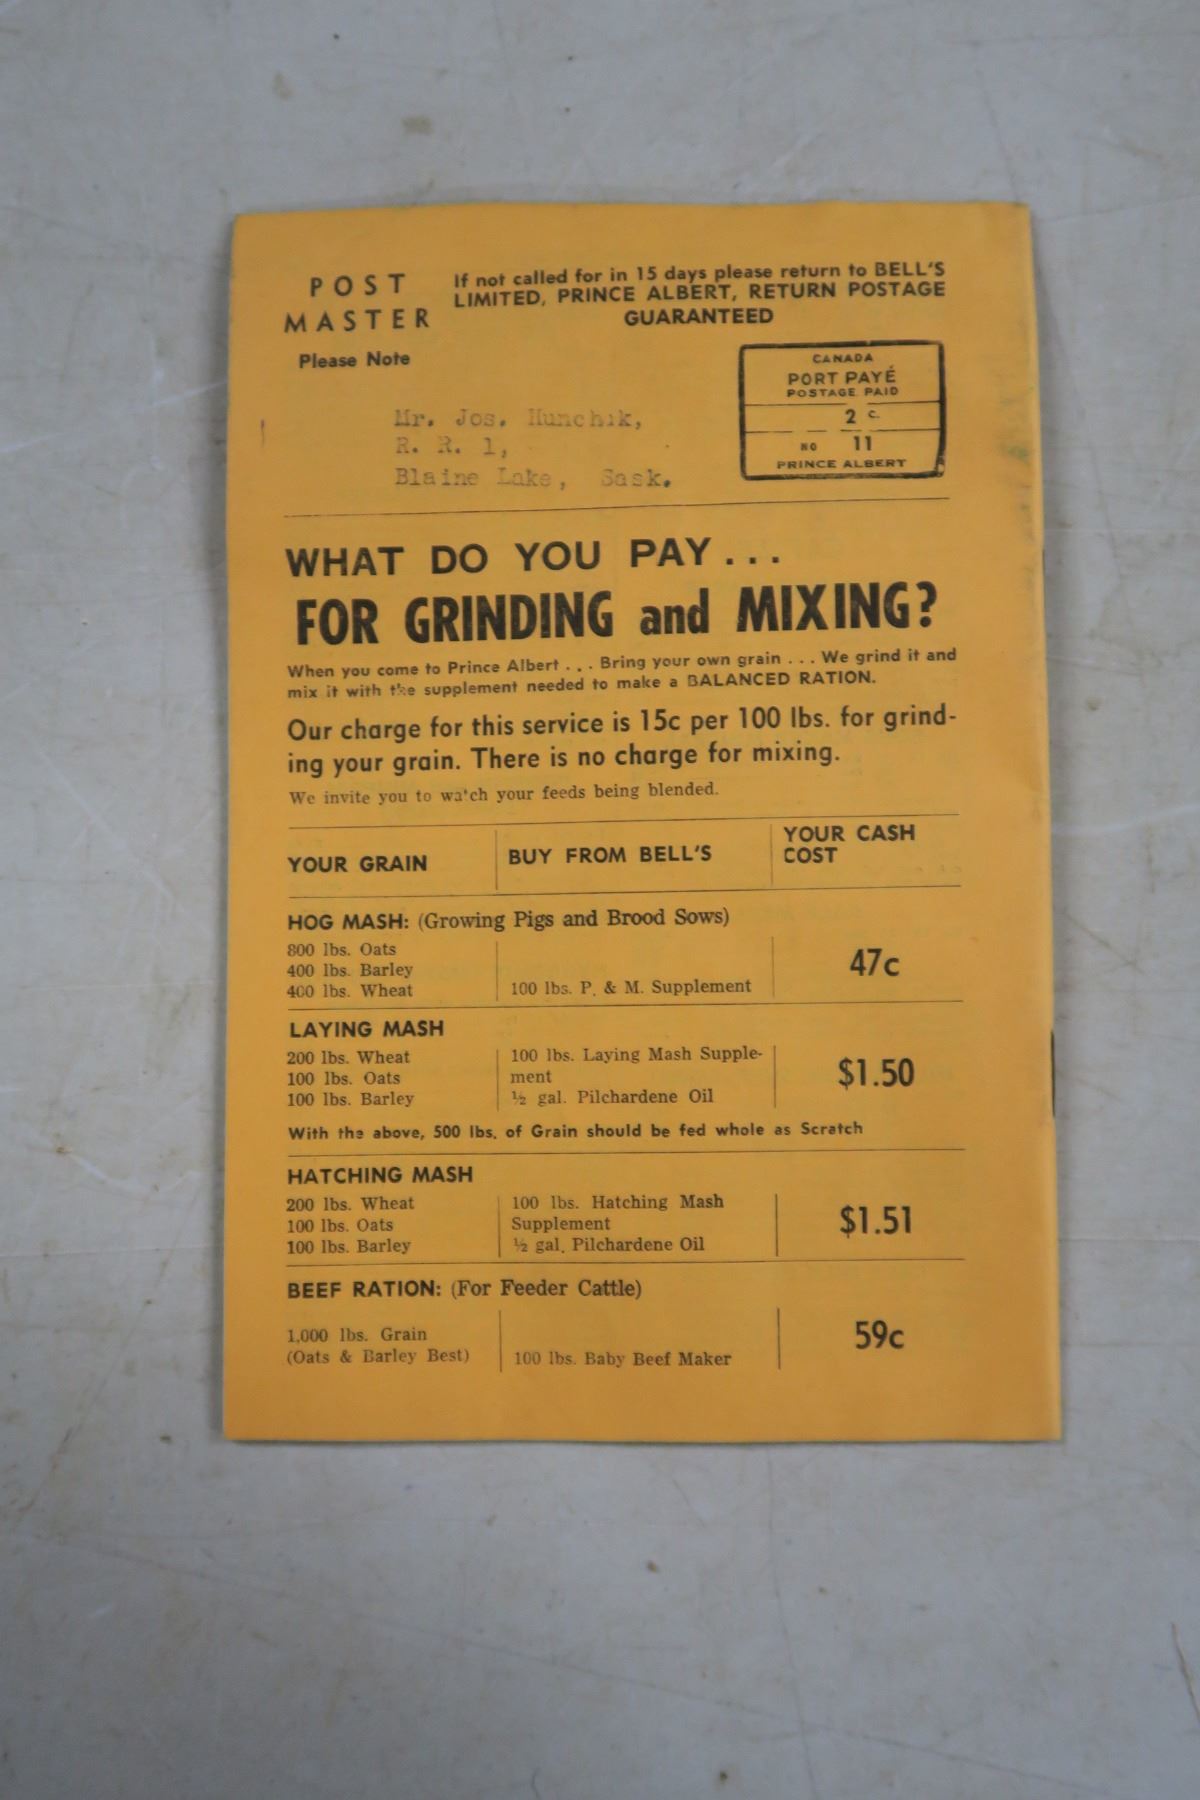 POST
MASTER
Please Note
If not called for in 15 days please return to BELL'S
LIMITED, PRINCE ALBERT, RETURN POSTAGE
GUARANTEED
CANADA
PORT PAYÉ
POSTAGE PAID
2 c.
NO 11
PRINCE ALBERT
Mr. Jos. Hunchik,
R. R. 1,
Blaine Lake, Sask.
WHAT DO YOU PAY...
FOR GRINDING and MIXING?
When you come to Prince Albert . . . Bring your own grain . . . We grind it and
mix it with the supplement needed to make a BALANCED RATION.
Our charge for this service is 15c per 100 lbs. for grind-
ing your grain. There is no charge for mixing.
We invite you to watch your feeds being blended.
YOUR GRAIN
BUY FROM BELL'S
YOUR CASH
COST
HOG MASH: (Growing Pigs and Brood Sows)
800 lbs. Oats
400 lbs. Barley
400 lbs. Wheat
100 lbs. P. & M. Supplement
47c
LAYING MASH
200 lbs. Wheat
100 lbs. Oats
100 lbs. Barley
100 lbs. Laying Mash Supple-
ment
½ gal. Pilchardene Oil
$1.50
With the above, 500 lbs. of Grain should be fed whole as Scratch
HATCHING MASH
200 lbs. Wheat
100 lbs. Oats
100 lbs. Barley
100 lbs. Hatching Mash
Supplement
½ gal. Pilchardene Oil
$1.51
BEEF RATION: (For Feeder Cattle)
1,000 lbs. Grain
(Oats & Barley Best)
100 lbs. Baby Beef Maker
59c